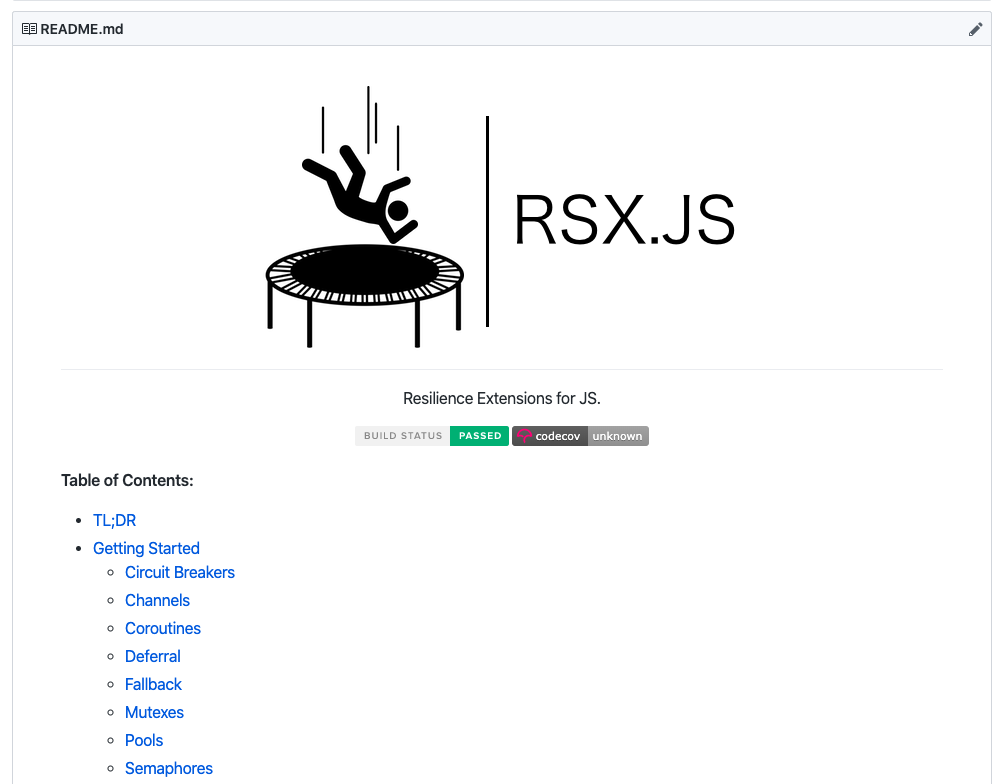 README.md
RSX.JS
Resilience Extensions for JS.
BUILD STATUS PASSED codecov unknown
Table of Contents:
TL;DR
Getting Started
Circuit Breakers
Channels
Coroutines
Deferral
Fallback
Mutexes
Pools
Semaphores